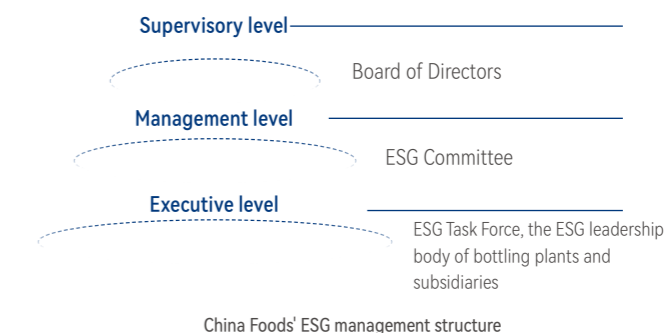 Supervisory level
Board of Directors
Management level
ESG Committee
Executive level
ESG Task Force, the ESG leadership
body of bottling plants and
subsidiaries
China Foods' ESG management structure